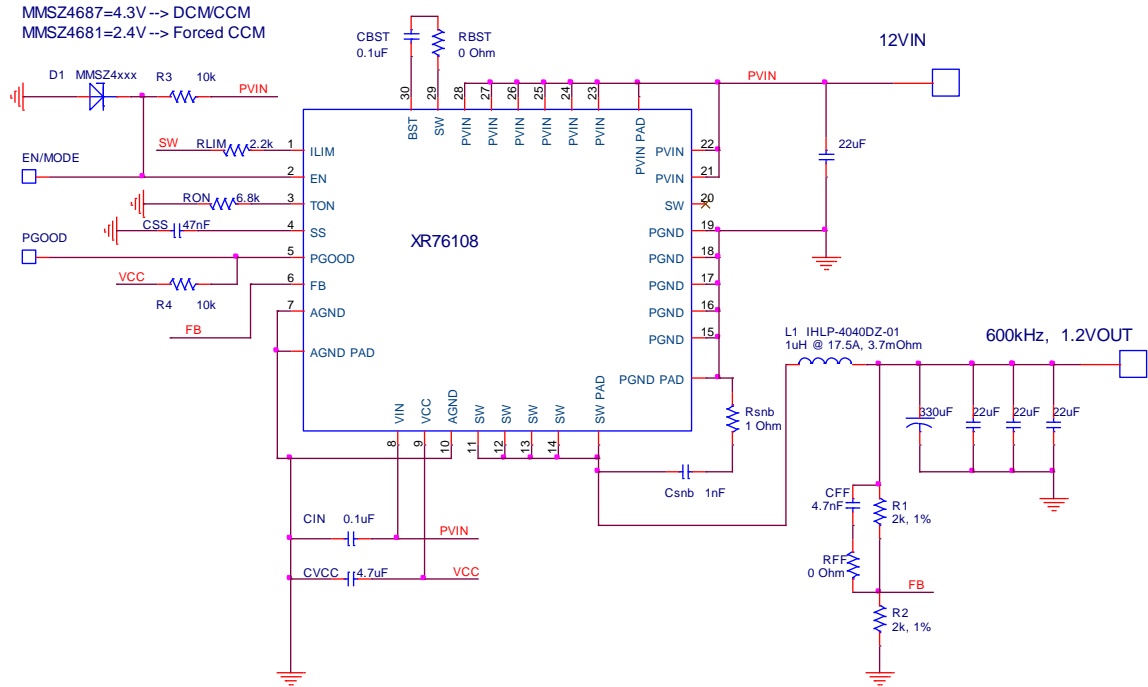 MMSZ4687=4.3V --> DCM/CCM
MMSZ4681=2.4V --> Forced CCM
CBST
0.1uF
RBST
0 Ohm
12VIN
D1 MMSZ4xxx
R3 10k
PVIN
PVIN
30
29
28
27
26
25
24
23
BST
SW
PVIN
PVIN
PVIN
PVIN
PVIN
PVIN
PVIN PAD
SW
RLIM 2.2k
1
ILIM
EN/MODE
2
EN
RON 6.8k
3
TON
CSS 47nF
4
SS
PGOOD
5
PGOOD
VCC
R4 10k
6
FB
FB
7
AGND
AGND PAD
XR76108
PVIN
22
PVIN
21
SW
20
PGND
19
PGND
18
PGND
17
PGND
16
PGND
15
PGND PAD
22uF
VIN
VCC
AGND
SW
SW
SW
SW
SW PAD
8
9
10
11
12
13
14
Rsnb
1 Ohm
Csnb 1nF
L1 IHLP-4040DZ-01
1uH @ 17.5A, 3.7mOhm
600kHz, 1.2VOUT
330uF
22uF
22uF
22uF
CIN 0.1uF
PVIN
CVCC 4.7uF
VCC
CFF
4.7nF
R1
2k, 1%
RFF
0 Ohm
FB
R2
2k, 1%